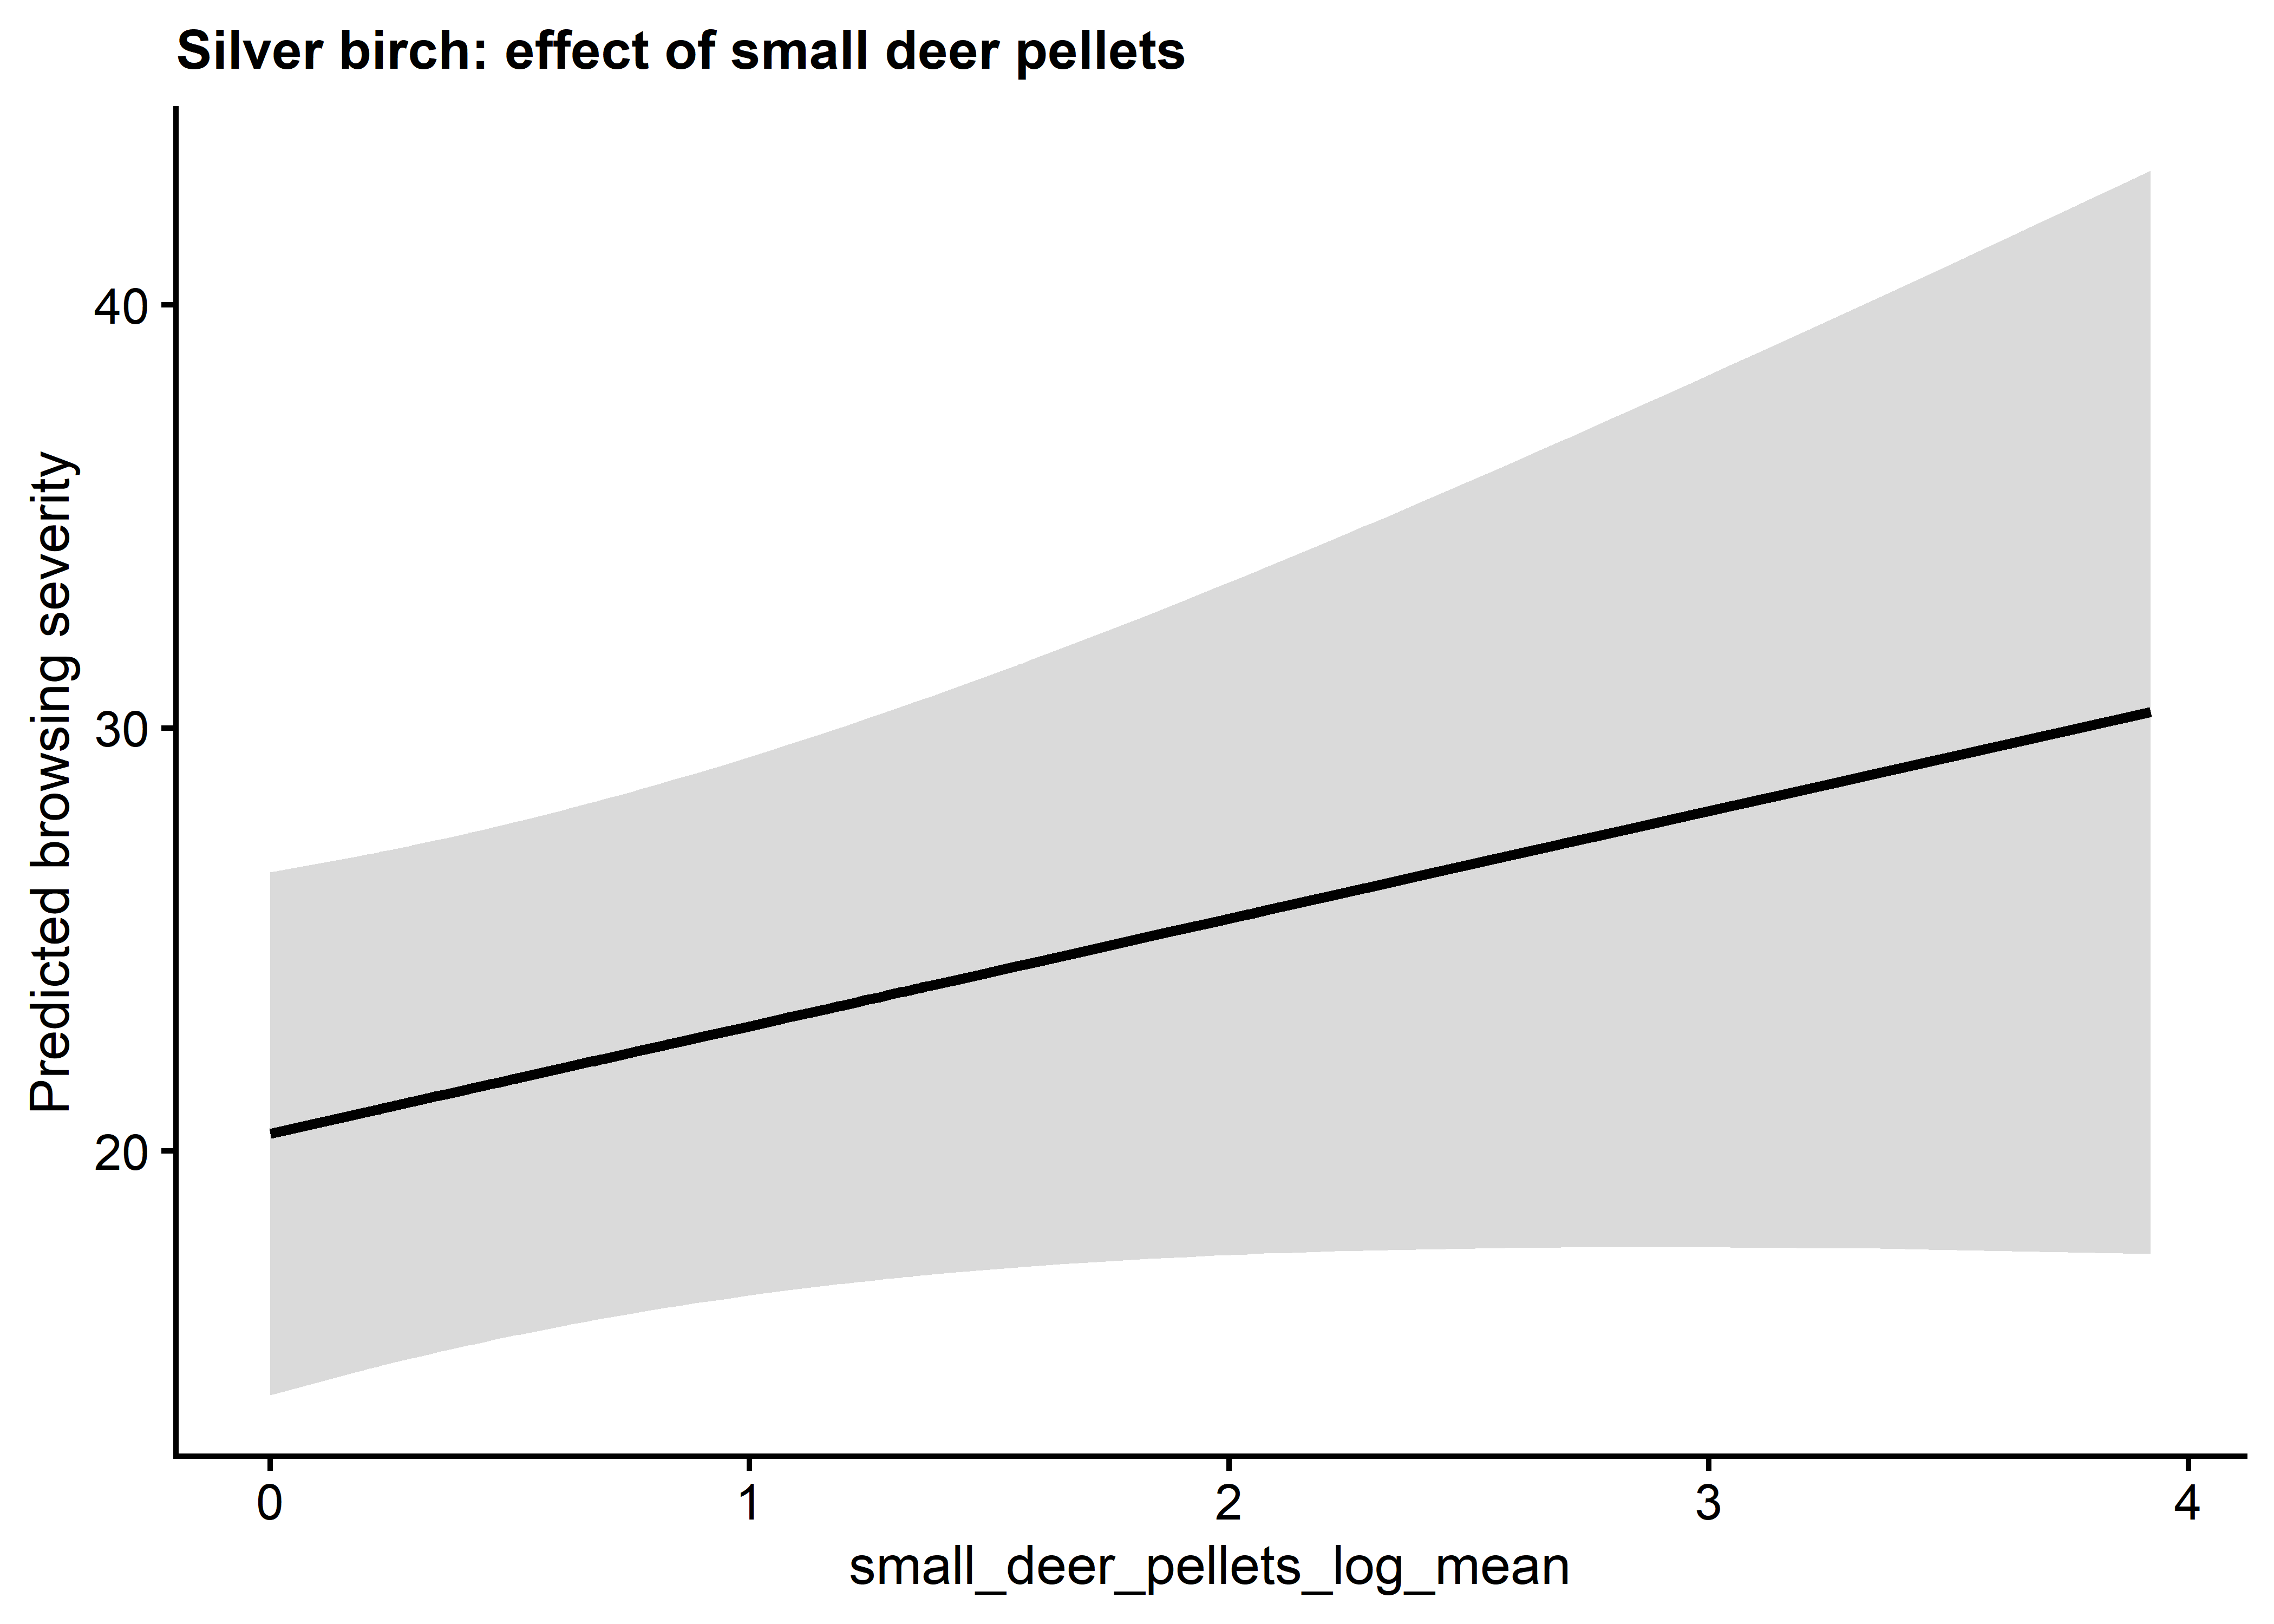 Silver birch: effect of small deer pellets
Predicted browsing severity
40
30
20
0 1 2 3 4
small_deer_pellets_log_mean